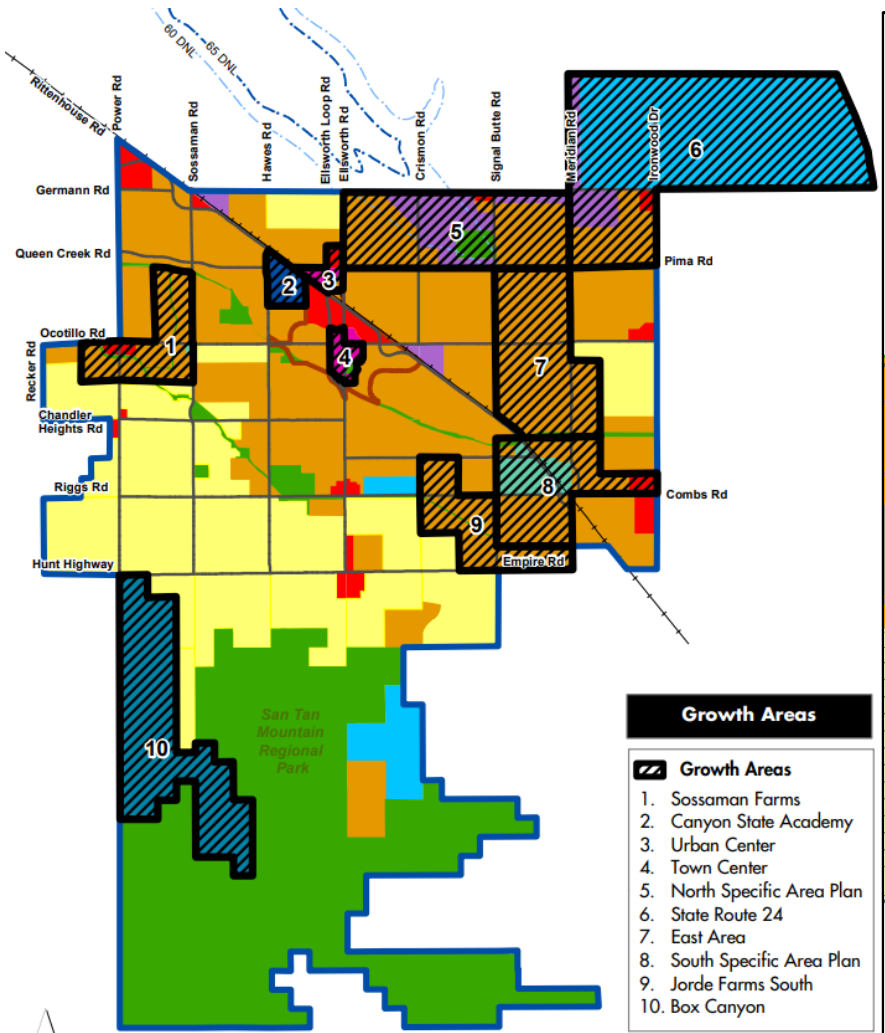 60 DNL
65 DNL
Rittenhouse Rd
Power Rd
Sossaman Rd
Hawes Rd
Ellsworth Loop Rd
Ellsworth Rd
Crismon Rd
Signal Butte Rd
Meridian Rd
Ironwood Dr
6
Germann Rd
5
Queen Creek Rd
Pima Rd
3
2
Ocotillo Rd
1
4
7
Recker Rd
Chandler
Heights Rd
Riggs Rd
8
Combs Rd
9
Hunt Highway
Empire Rd
San Tan
Mountain
Regional
Park
10
Growth Areas
Growth Areas
1. Sossaman Farms
2. Canyon State Academy
3. Urban Center
4. Town Center
5. North Specific Area Plan
6. State Route 24
7. East Area
8. South Specific Area Plan
9. Jorde Farms South
10. Box Canyon